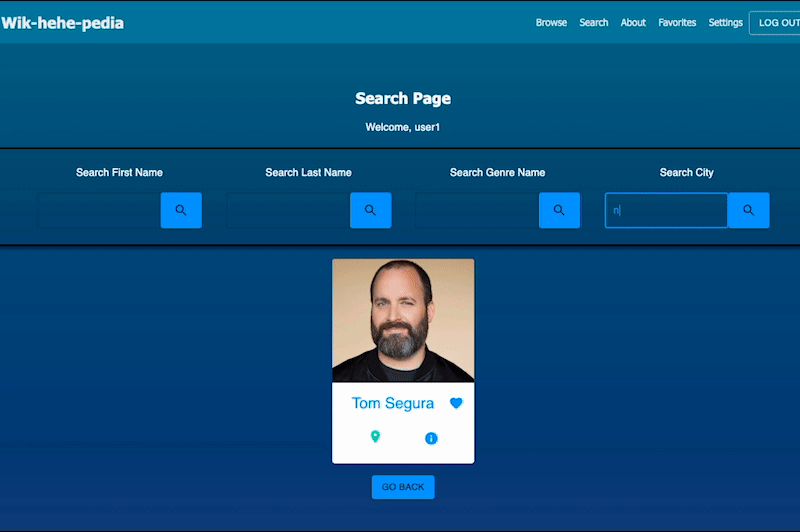 Wik-hehe-pedia
Browse Search About Favorites Settings LOG OUT
Search Page
Welcome, user1
Search First Name Search Last Name Search Genre Name Search City
n
Tom Segura
GO BACK